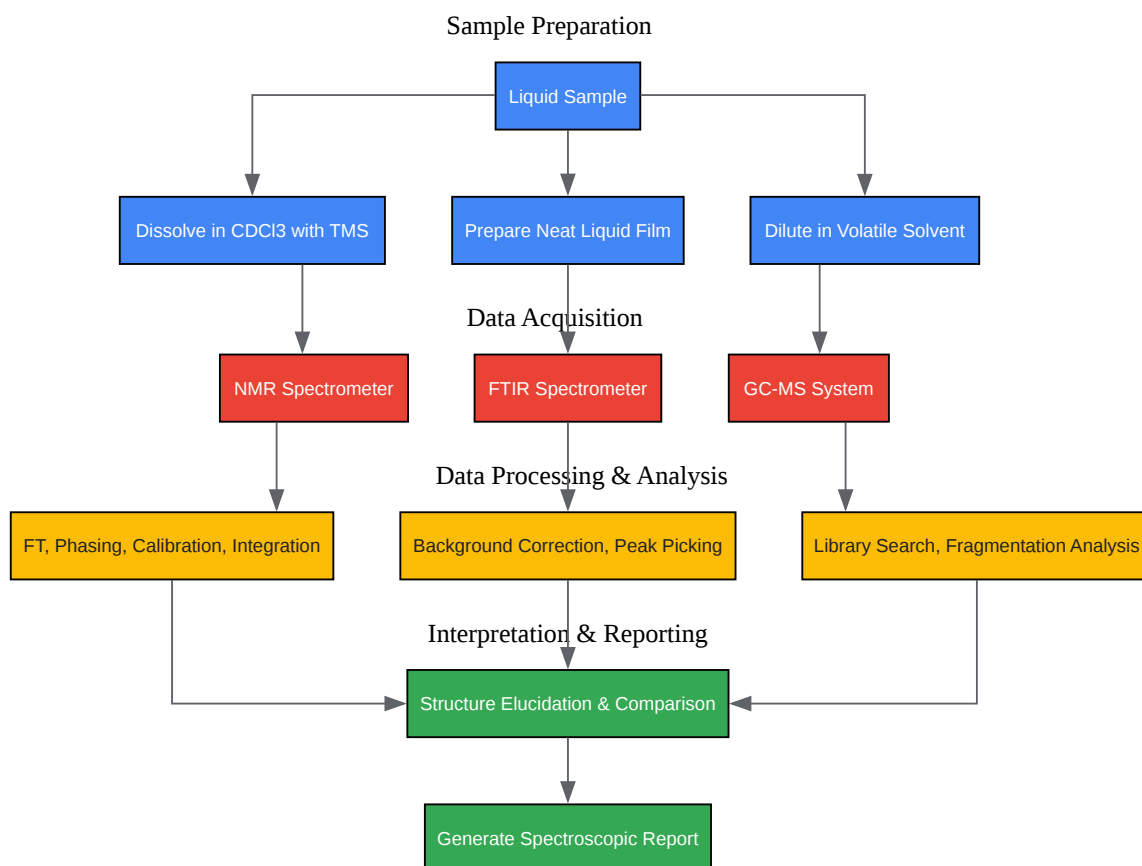 Sample Preparation
Liquid Sample
Dissolve in CDCl3 with TMS
Prepare Neat Liquid Film
Dilute in Volatile Solvent
Data Acquisition
NMR Spectrometer
FTIR Spectrometer
GC-MS System
Data Processing & Analysis
FT, Phasing, Calibration, Integration
Background Correction, Peak Picking
Library Search, Fragmentation Analysis
Interpretation & Reporting
Structure Elucidation & Comparison
Generate Spectroscopic Report